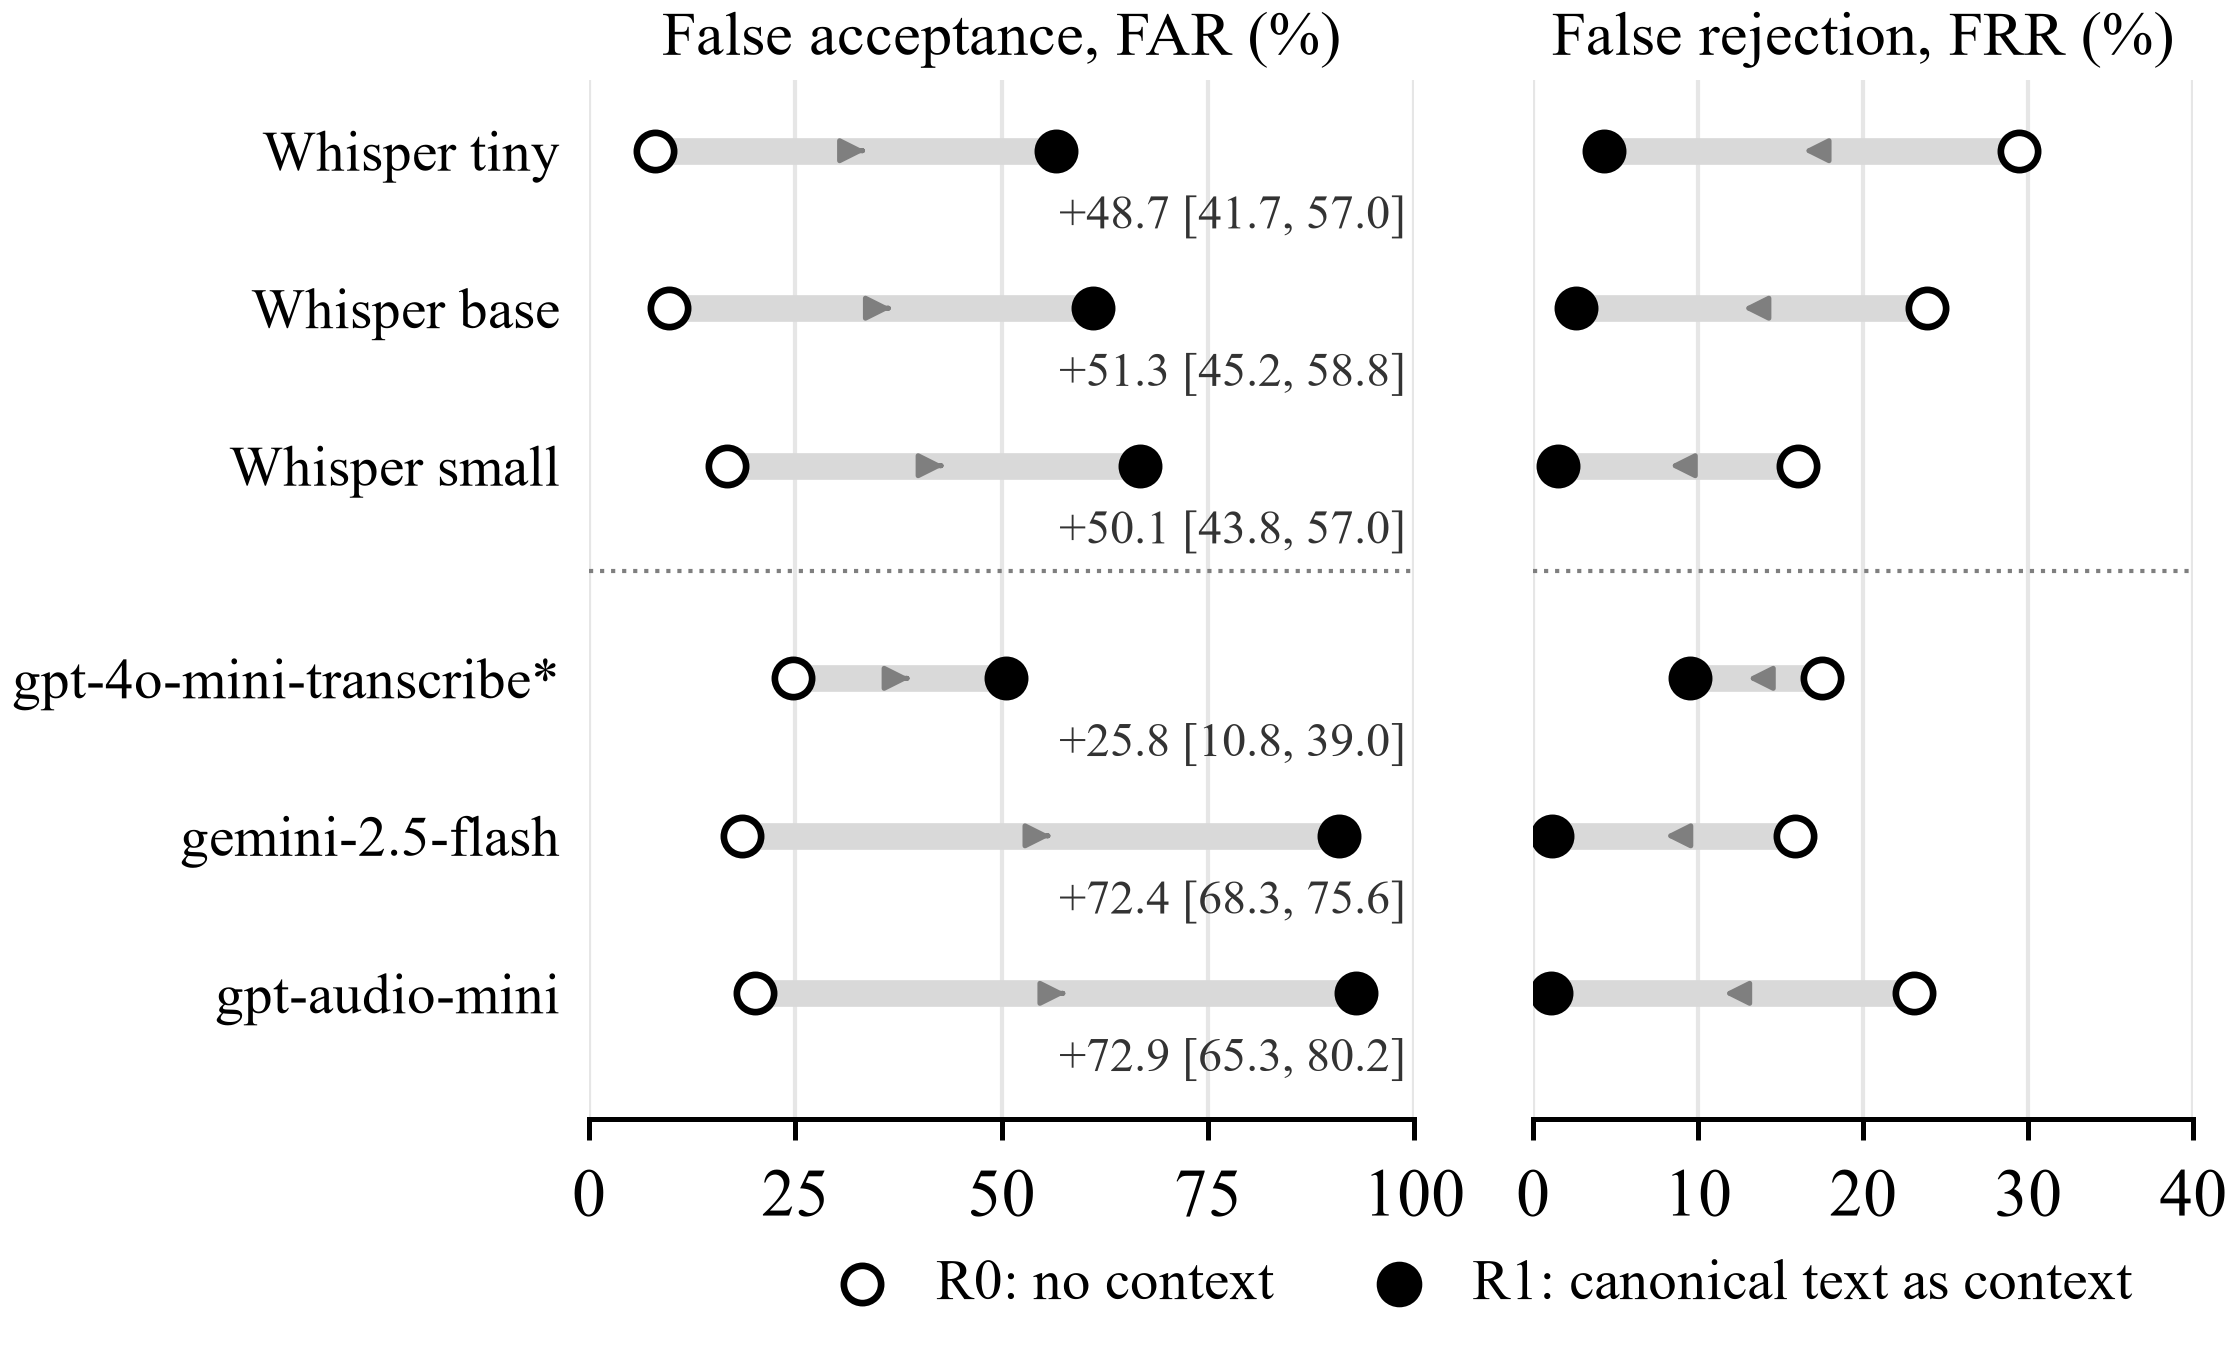 False acceptance, FAR (%)
False rejection, FRR (%)
Whisper tiny
+48.7 [41.7, 57.0]
Whisper base
+51.3 [45.2, 58.8]
Whisper small
+50.1 [43.8, 57.0]
gpt-4o-mini-transcribe*
+25.8 [10.8, 39.0]
gemini-2.5-flash
+72.4 [68.3, 75.6]
gpt-audio-mini
+72.9 [65.3, 80.2]
0 25 50 75 100
0 10 20 30 40
R0: no context
R1: canonical text as context